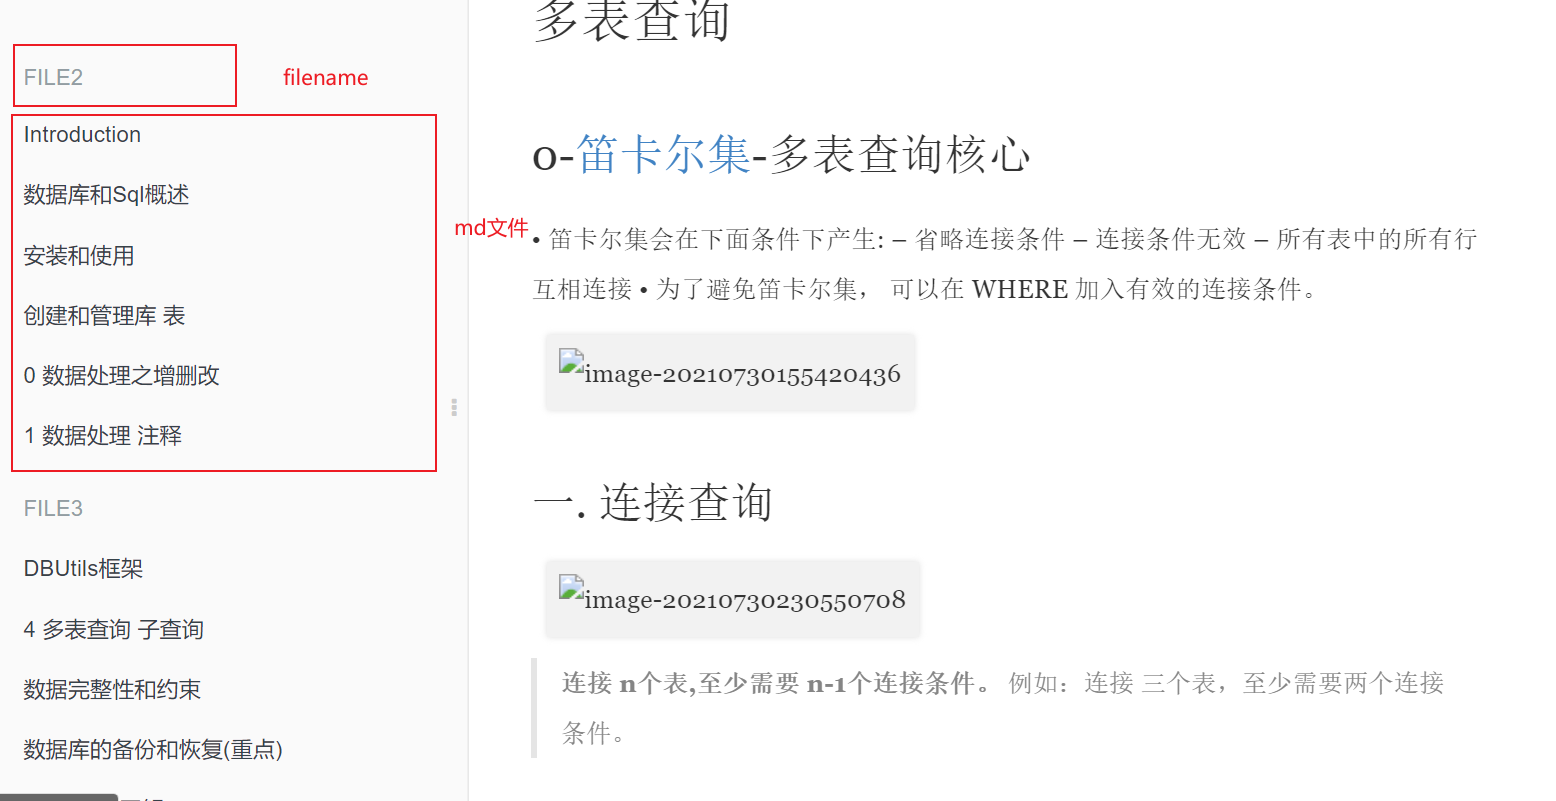 FILE2
filename
Introduction
数据库和Sql概述
安装和使用
创建和管理库 表
0 数据处理之增删改
1 数据处理 注释
FILE3
DBUtils框架
4 多表查询 子查询
数据完整性和约束
数据库的备份和恢复(重点)
md文件
多表查询
0-笛卡尔集-多表查询核心
• 笛卡尔集会在下面条件下产生: – 省略连接条件 – 连接条件无效 – 所有表中的所有行
互相连接 • 为了避免笛卡尔集， 可以在 WHERE 加入有效的连接条件。
image-20210730155420436
一. 连接查询
image-20210730230550708
连接 n个表,至少需要 n-1个连接条件。 例如：连接 三个表，至少需要两个连接
条件。